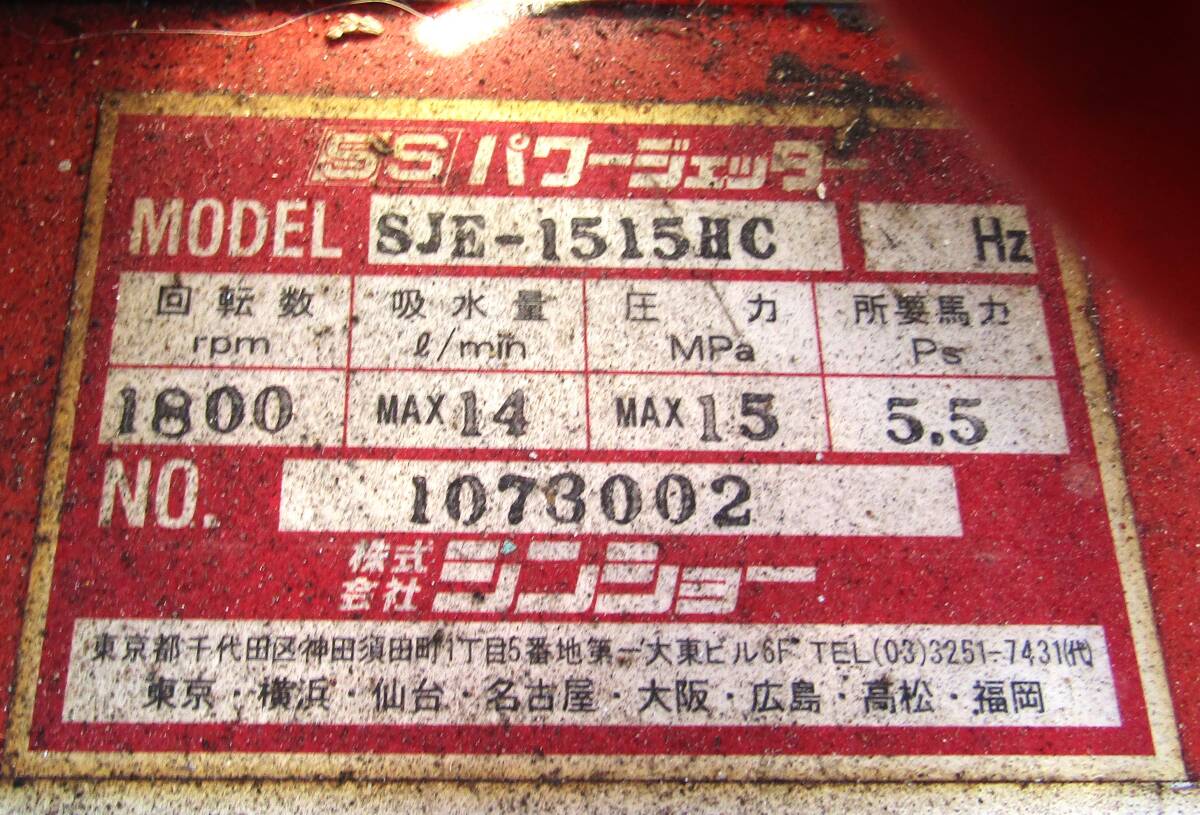 SS パワージェッター
MODEL SJE-1515HC Hz
回転数 吸水量 圧力 所要馬力
rpm ℓ/min MPa Ps
1800 MAX 14 MAX 15 5.5
NO. 1073002
株式会社 ジンショー
東京都千代田区神田須田町1丁目5番地第一大東ビル6F TEL(03)3251-7431(代)
東京・横浜・仙台・名古屋・大阪・広島・高松・福岡